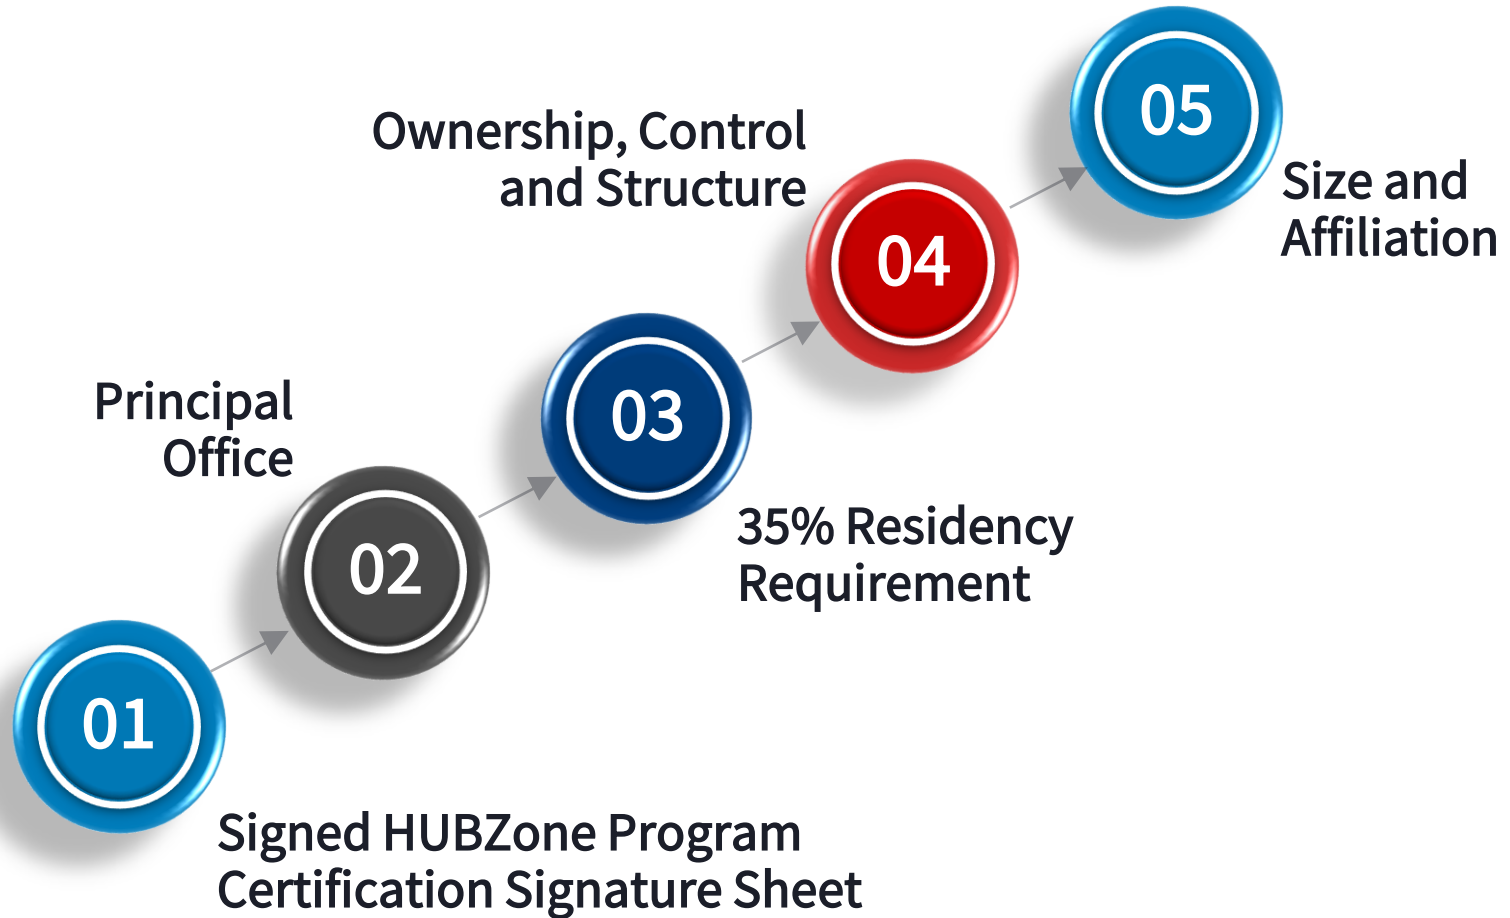 01
Signed HUBZone Program
Certification Signature Sheet
02
Principal
Office
03
35% Residency
Requirement
04
Ownership, Control
and Structure
05
Size and
Affiliation